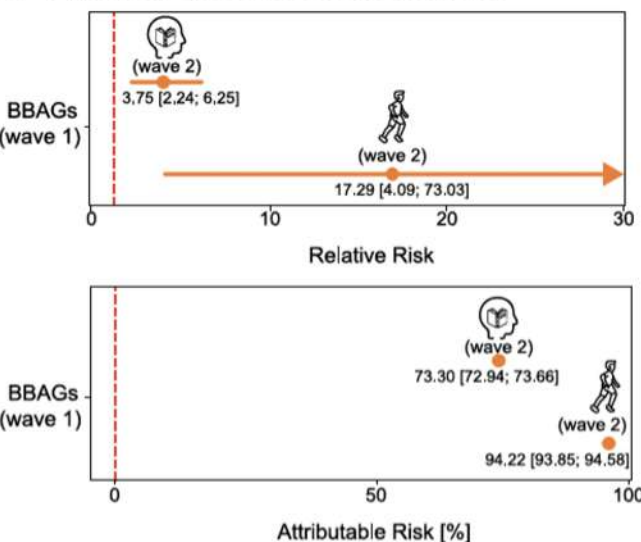 (wave 2)
3.75 [2.24; 6.25]
BBAGs
(wave 1)
(wave 2)
17.29 [4.09; 73.03]
0 10 20 30
Relative Risk
(wave 2)
73.30 [72.94; 73.66]
BBAGs
(wave 1)
(wave 2)
94.22 [93.85; 94.58]
0 50 100
Attributable Risk [%]